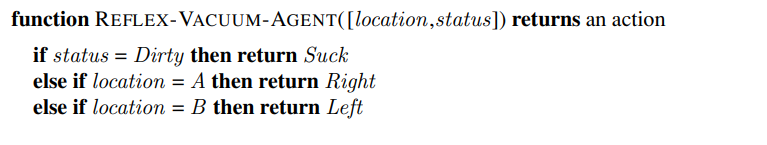 function REFLEX-VACUUM-AGENT([location,status]) returns an action
if status = Dirty then return Suck
else if location = A then return Right
else if location = B then return Left